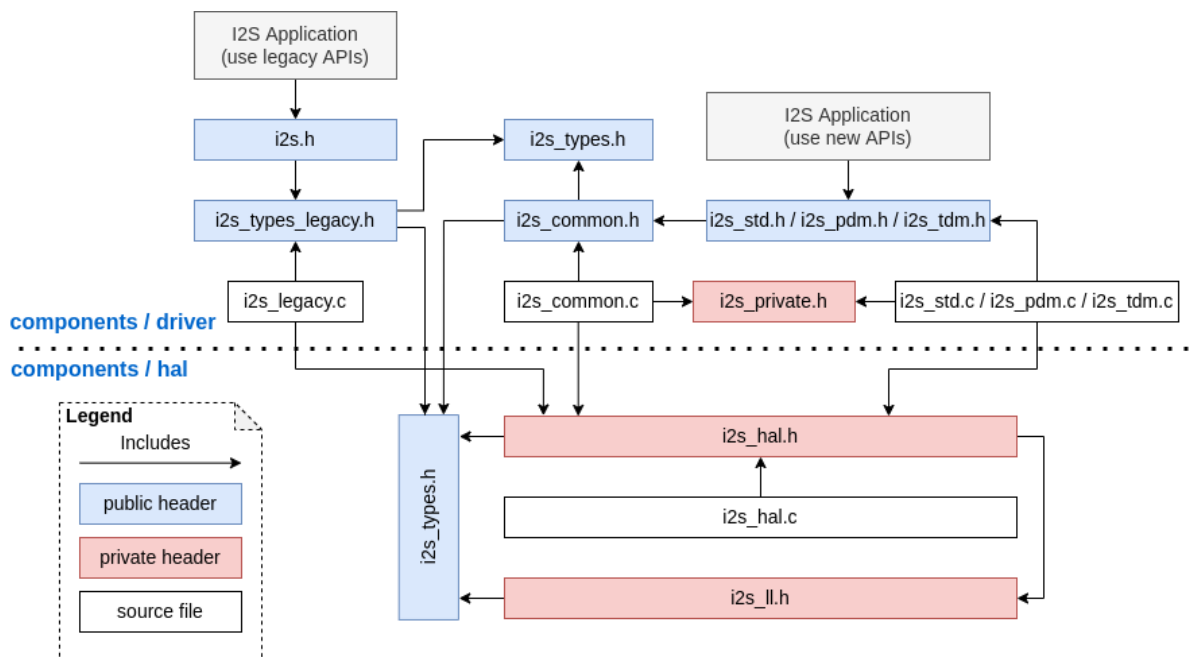 I2S Application
(use legacy APIs)
i2s.h
i2s_types.h
I2S Application
(use new APIs)
i2s_types_legacy.h
i2s_common.h
i2s_std.h / i2s_pdm.h / i2s_tdm.h
i2s_legacy.c
i2s_common.c
i2s_private.h
i2s_std.c / i2s_pdm.c / i2s_tdm.c
components / driver
components / hal
Legend
Includes
public header
private header
source file
i2s_types.h
i2s_hal.h
i2s_hal.c
i2s_ll.h